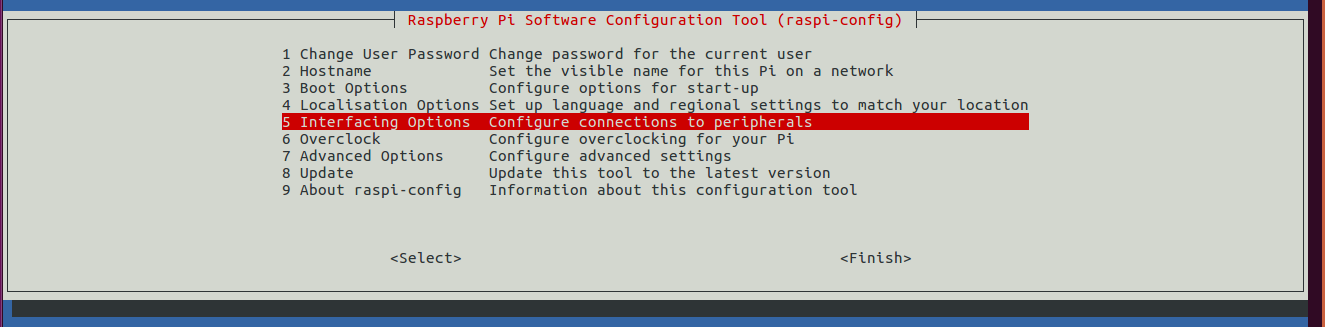 Raspberry Pi Software Configuration Tool (raspi-config)
1 Change User Password Change password for the current user
2 Hostname Set the visible name for this Pi on a network
3 Boot Options Configure options for start-up
4 Localisation Options Set up language and regional settings to match your location
5 Interfacing Options Configure connections to peripherals
6 Overclock Configure overclocking for your Pi
7 Advanced Options Configure advanced settings
8 Update Update this tool to the latest version
9 About raspi-config Information about this configuration tool
<Select> <Finish>